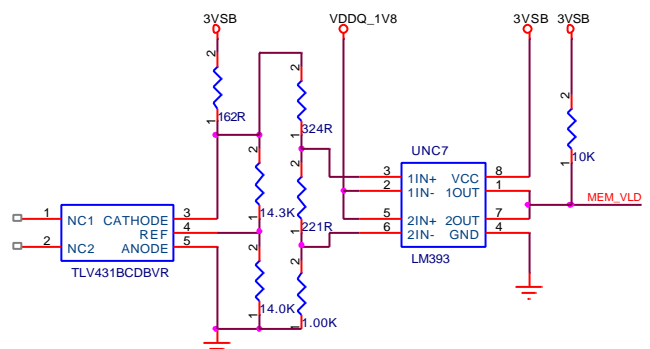 3VSB VDDQ_1V8 3VSB 3VSB
2
2
2
1 162R
1 324R
1 10K
UNC7
2
2
3 1IN+ VCC 8
2 1IN- 1OUT 1
MEM_VLD
5 2IN+ 2OUT 7
6 2IN- GND 4
LM393
1 14.3K
1 221R
1 NC1 CATHODE 3
REF 4
2 NC2 ANODE 5
TLV431BCDBVR
2
2
1 14.0K
1 1.00K